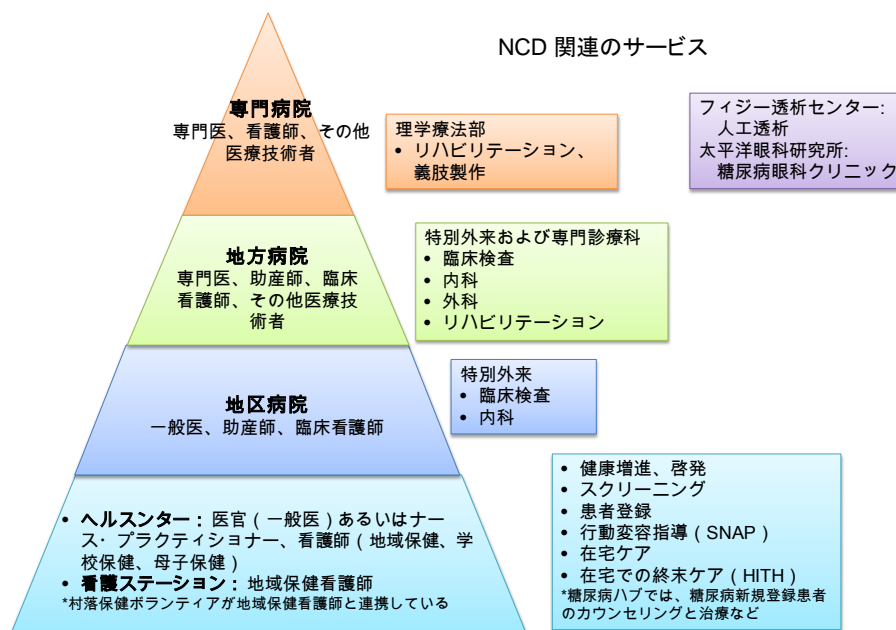 NCD 関連のサービス
専門病院
専門医、看護師、その他
医療技術者
理学療法部
• リハビリテーション、
義肢製作
フィジー透析センター:
人工透析
太平洋眼科研究所:
糖尿病眼科クリニック
地方病院
専門医、助産師、臨床
看護師、その他医療技
術者
特別外来および専門診療科
• 臨床検査
• 内科
• 外科
• リハビリテーション
地区病院
一般医、助産師、臨床看護師
特別外来
• 臨床検査
• 内科
• ヘルスンター：医官（一般医）あるいはナー
ス・プラクティショナー、看護師（地域保健、学
校保健、母子保健）
• 看護ステーション：地域保健看護師
*村落保健ボランティアが地域保健看護師と連携している
• 健康増進、啓発
• スクリーニング
• 患者登録
• 行動変容指導（SNAP）
• 在宅ケア
• 在宅での終末ケア（HITH）
*糖尿病ハブでは、糖尿病新規登録患者
のカウンセリングと治療など